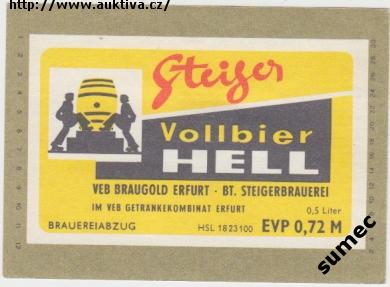 http://www.auktiva.cz/
Steiger
Vollbier
HELL
VEB BRAUGOLD ERFURT · BT. STEIGERBRAUEREI
IM VEB GETRÄNKEKOMBINAT ERFURT
0,5 Liter
BRAUEREIABZUG
HSL 1823100
EVP 0,72 M
sumec